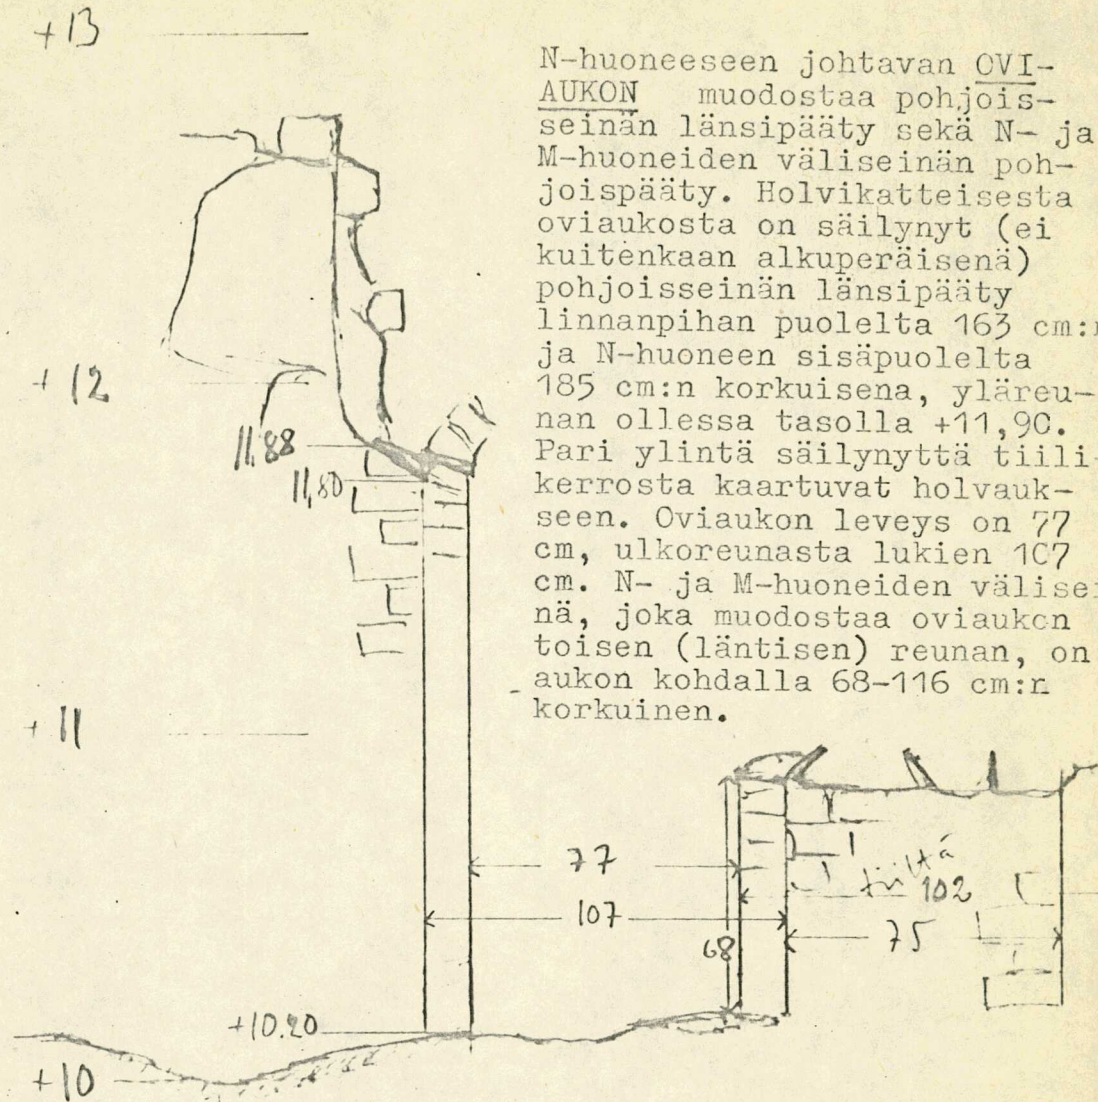 +13
N-huoneeseen johtavan OVI-
AUKON muodostaa pohjois-
seinän länsipääty sekä N- ja
M-huoneiden väliseinän poh-
joispääty. Holvikatteisesta
oviaukosta on säilynyt (ei
kuitenkaan alkuperäisenä)
pohjoisseinän länsipääty
linnanpihan puolelta 163 cm:n
ja N-huoneen sisäpuolelta
185 cm:n korkuisena, yläreu-
nan ollessa tasolla +11,90.
Pari ylintä säilynyttä tiili-
kerrosta kaartuvat holvauk-
seen. Oviaukon leveys on 77
cm, ulkoreunasta lukien 107
cm. N- ja M-huoneiden välisei
nä, joka muodostaa oviaukon
toisen (läntisen) reunan, on
aukon kohdalla 68-116 cm:n
korkuinen.
+12
11,88
11,80
+11
77
tiiltä
102
107
75
68
+10.20
+10